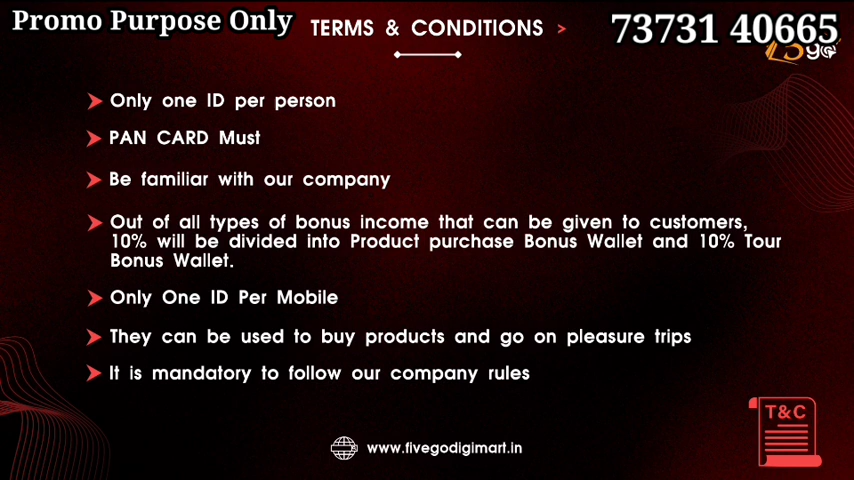 Promo Purpose Only
TERMS & CONDITIONS >
73731 40665
Only one ID per person
PAN CARD Must
Be familiar with our company
Out of all types of bonus income that can be given to customers,
10% will be divided into Product purchase Bonus Wallet and 10% Tour
Bonus Wallet.
Only One ID Per Mobile
They can be used to buy products and go on pleasure trips
It is mandatory to follow our company rules
T&C
www.fivegodigimart.in